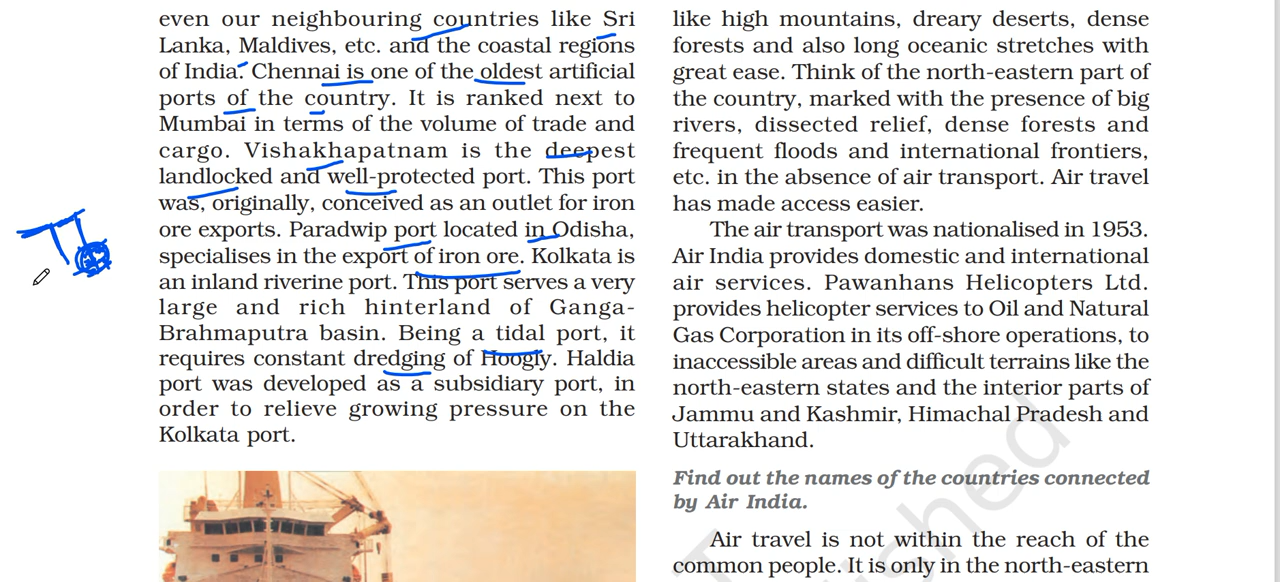 even our neighbouring countries like Sri
Lanka, Maldives, etc. and the coastal regions
of India. Chennai is one of the oldest artificial
ports of the country. It is ranked next to
Mumbai in terms of the volume of trade and
cargo. Vishakhapatnam is the deepest
landlocked and well-protected port. This port
was, originally, conceived as an outlet for iron
ore exports. Paradwip port located in Odisha,
specialises in the export of iron ore. Kolkata is
an inland riverine port. This port serves a very
large and rich hinterland of Ganga-
Brahmaputra basin. Being a tidal port, it
requires constant dredging of Hoogly. Haldia
port was developed as a subsidiary port, in
order to relieve growing pressure on the
Kolkata port.
like high mountains, dreary deserts, dense
forests and also long oceanic stretches with
great ease. Think of the north-eastern part of
the country, marked with the presence of big
rivers, dissected relief, dense forests and
frequent floods and international frontiers,
etc. in the absence of air transport. Air travel
has made access easier.
The air transport was nationalised in 1953.
Air India provides domestic and international
air services. Pawanhans Helicopters Ltd.
provides helicopter services to Oil and Natural
Gas Corporation in its off-shore operations, to
inaccessible areas and difficult terrains like the
north-eastern states and the interior parts of
Jammu and Kashmir, Himachal Pradesh and
Uttarakhand.
Find out the names of the countries connected
by Air India.
Air travel is not within the reach of the
common people. It is only in the north-eastern